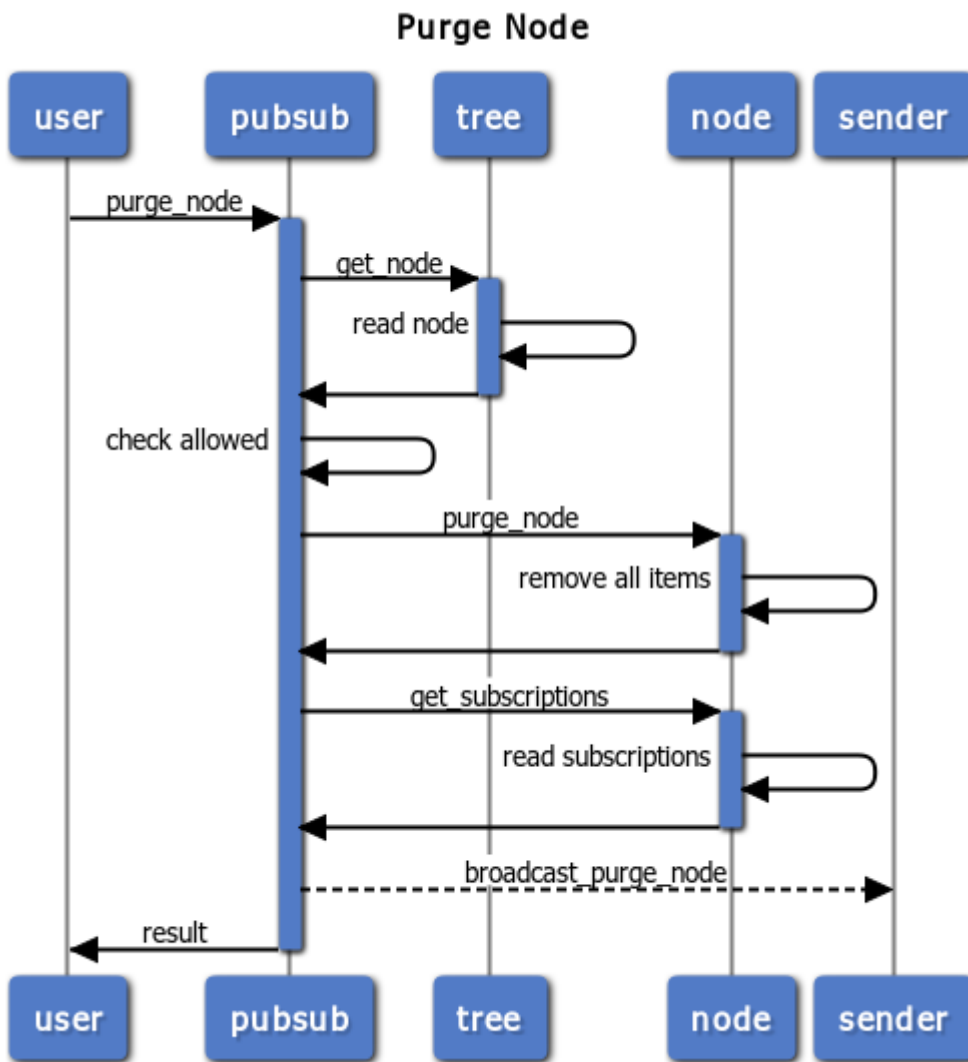 Purge Node
user
pubsub
tree
node
sender
purge_node
get_node
read node
check allowed
purge_node
remove all items
get_subscriptions
read subscriptions
broadcast_purge_node
result
user
pubsub
tree
node
sender